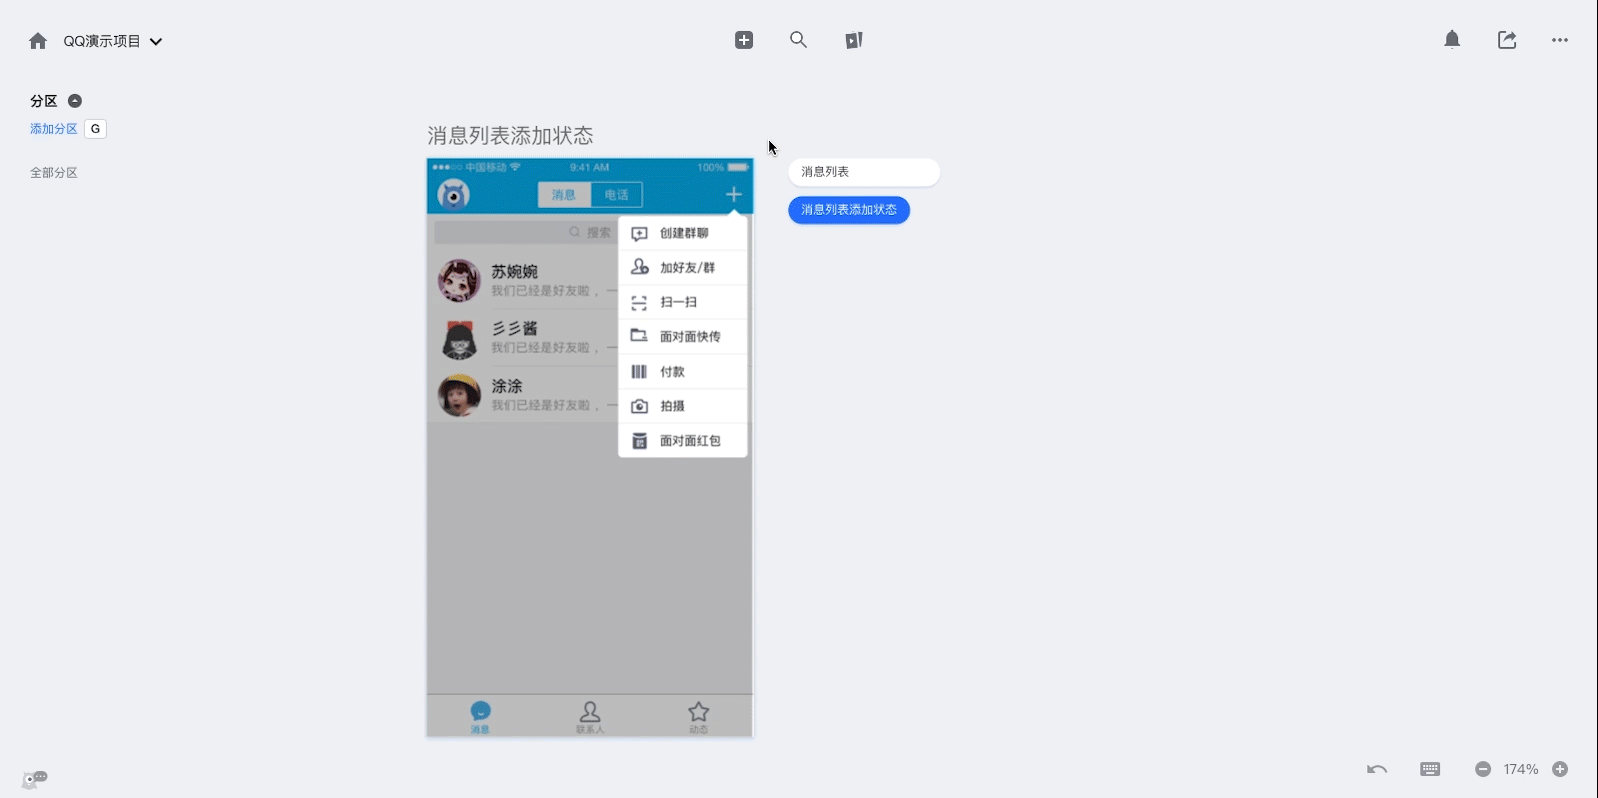 QQ演示项目
分区
添加分区 G
全部分区
消息列表添加状态
中国移动 9:41 AM 100%
消息 电话
搜索
创建群聊
加好友/群
扫一扫
面对面快传
付款
拍摄
面对面红包
苏婉婉
我们已经是好友啦，一
彡彡酱
我们已经是好友啦，一
涂涂
我们已经是好友啦，一
消息 联系人 动态
消息列表
消息列表添加状态
174%